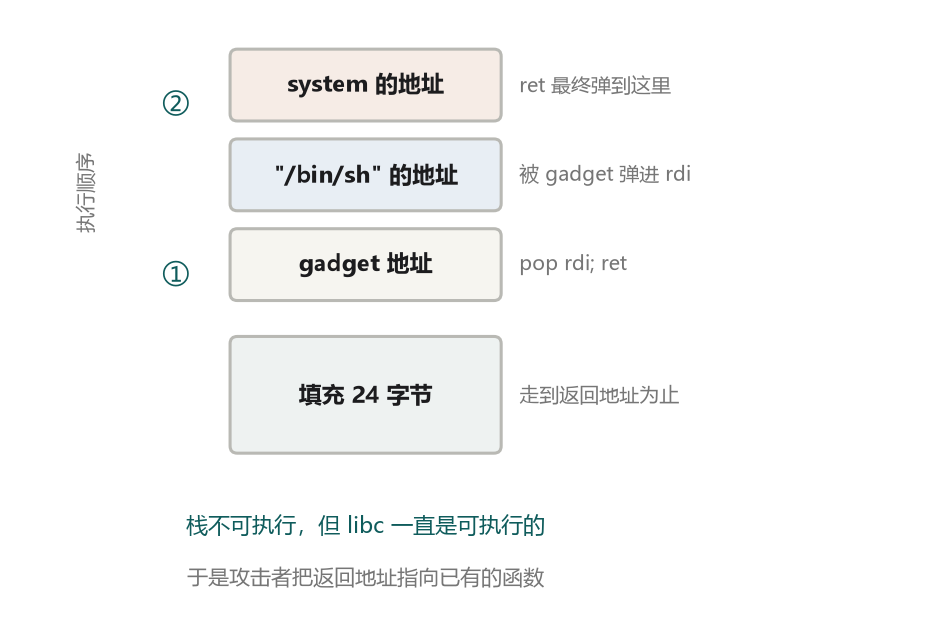 system 的地址
ret 最终弹到这里
②
"/bin/sh" 的地址
被 gadget 弹进 rdi
执行顺序
gadget 地址
pop rdi; ret
①
填充 24 字节
走到返回地址为止
栈不可执行，但 libc 一直是可执行的
于是攻击者把返回地址指向已有的函数